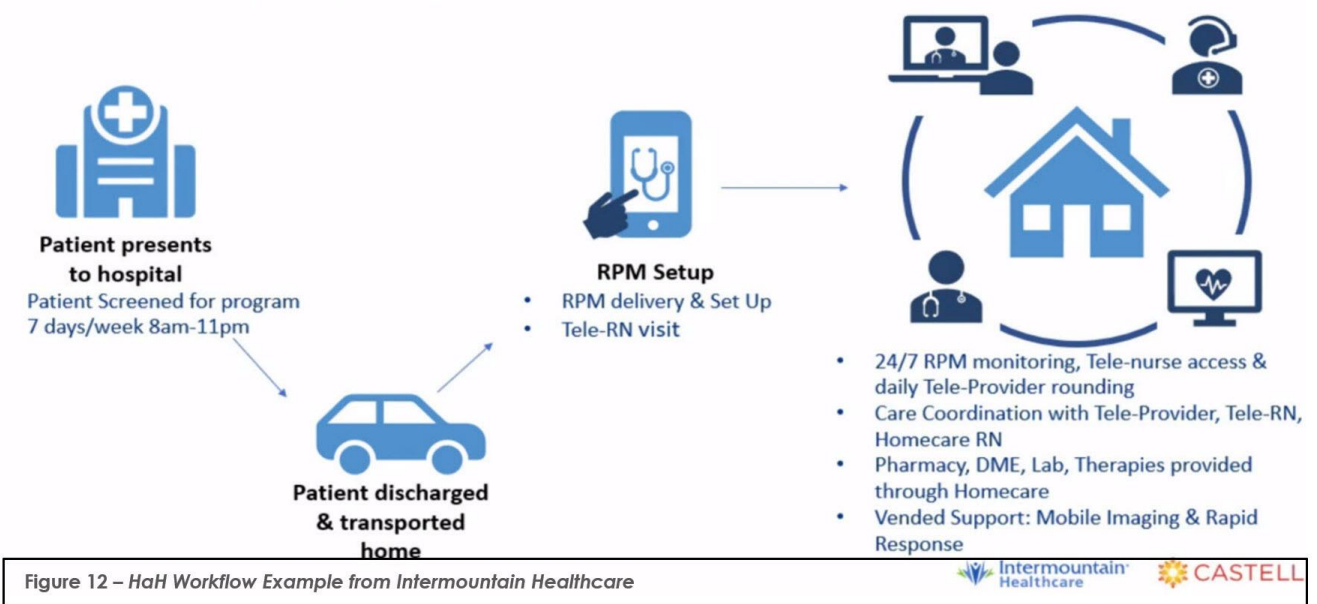 Patient presents
to hospital
Patient Screened for program
7 days/week 8am-11pm
Patient discharged
& transported
home
RPM Setup
• RPM delivery & Set Up
• Tele-RN visit
• 24/7 RPM monitoring, Tele-nurse access &
daily Tele-Provider rounding
• Care Coordination with Tele-Provider, Tele-RN,
Homecare RN
• Pharmacy, DME, Lab, Therapies provided
through Homecare
• Vended Support: Mobile Imaging & Rapid
Response
Figure 12 – HaH Workflow Example from Intermountain Healthcare
Intermountain
Healthcare
CASTELL